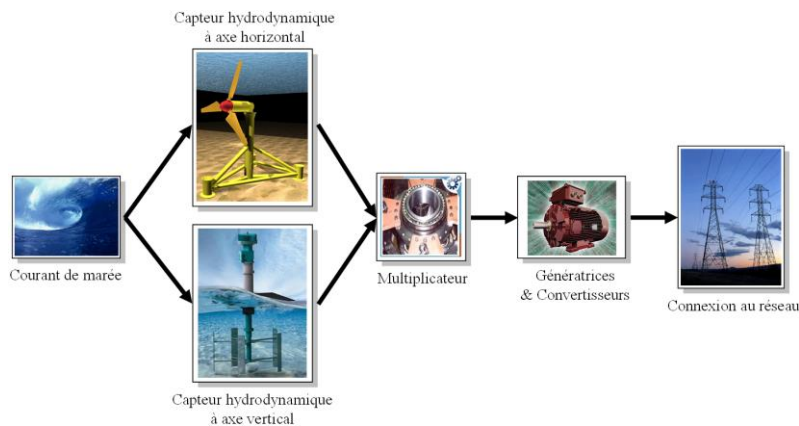 Capteur hydrodynamique
à axe horizontal
Courant de marée
Multiplicateur
Génératrices
& Convertisseurs
Connexion au réseau
Capteur hydrodynamique
à axe vertical